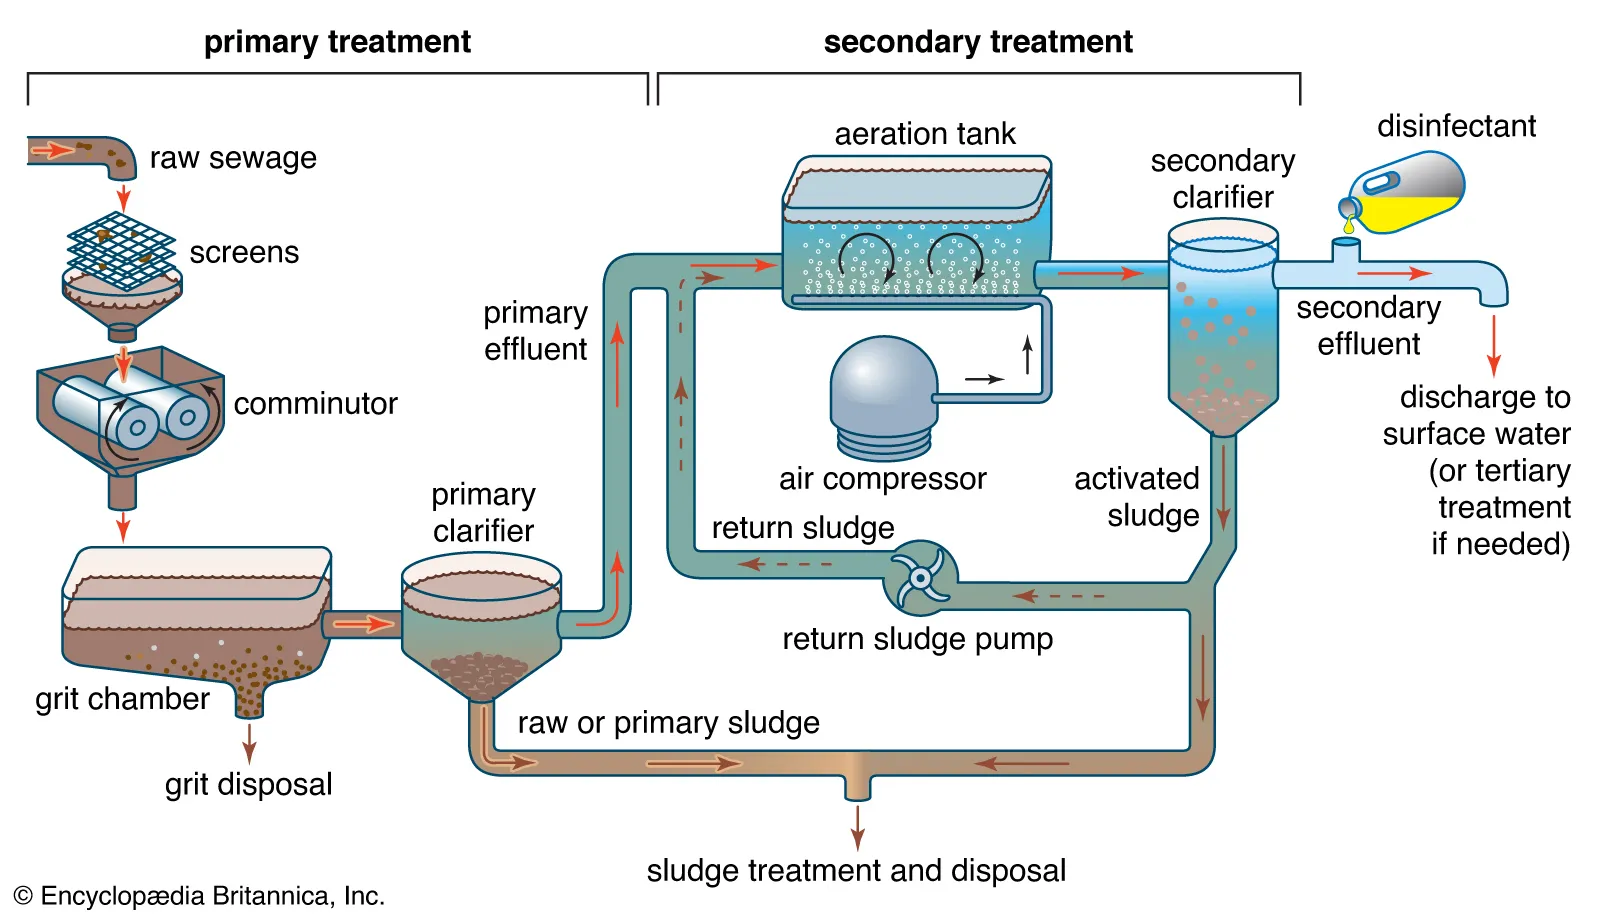 primary treatment
secondary treatment
raw sewage
screens
comminutor
grit chamber
grit disposal
primary
clarifier
raw or primary sludge
primary
effluent
aeration tank
air compressor
return sludge
return sludge pump
secondary
clarifier
activated
sludge
disinfectant
secondary
effluent
discharge to
surface water
(or tertiary
treatment
if needed)
sludge treatment and disposal
© Encyclopædia Britannica, Inc.